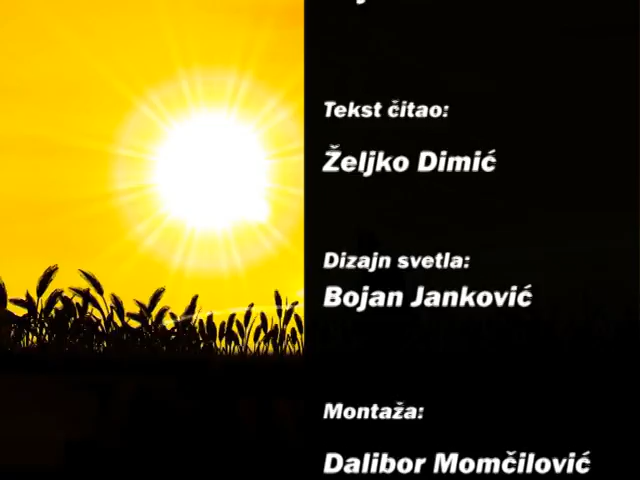 Tekst čitao:
Željko Dimić
Dizajn svetla:
Bojan Janković
Montaža:
Dalibor Momčilović